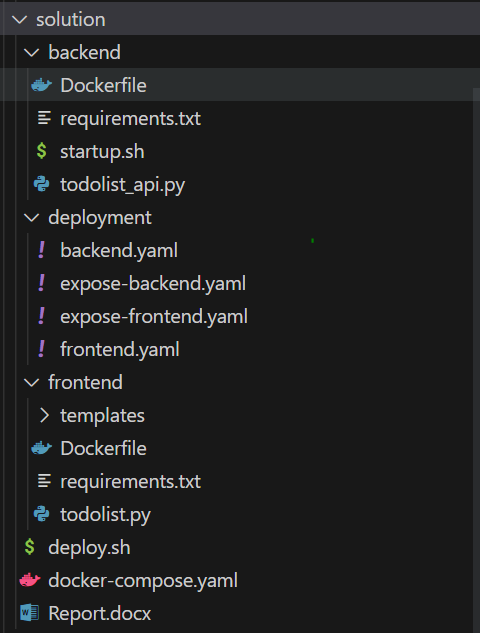 solution
backend
Dockerfile
requirements.txt
startup.sh
todolist_api.py
deployment
backend.yaml
expose-backend.yaml
expose-frontend.yaml
frontend.yaml
frontend
templates
Dockerfile
requirements.txt
todolist.py
deploy.sh
docker-compose.yaml
Report.docx